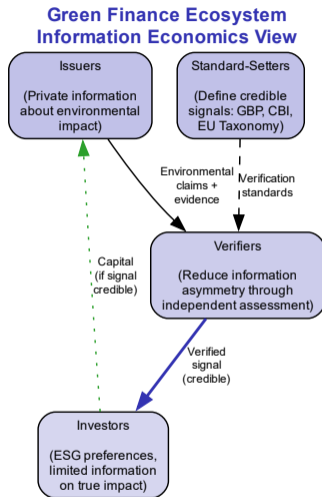 Green Finance Ecosystem
Information Economics View
Issuers
(Private information
about environmental
impact)
Standard-Setters
(Define credible
signals: GBP, CBI,
EU Taxonomy)
Environmental
claims +
evidence
Verification
standards
Verifiers
(Reduce information
asymmetry through
independent assessment)
Capital
(if signal
credible)
Verified
signal
(credible)
Investors
(ESG preferences,
limited information
on true impact)